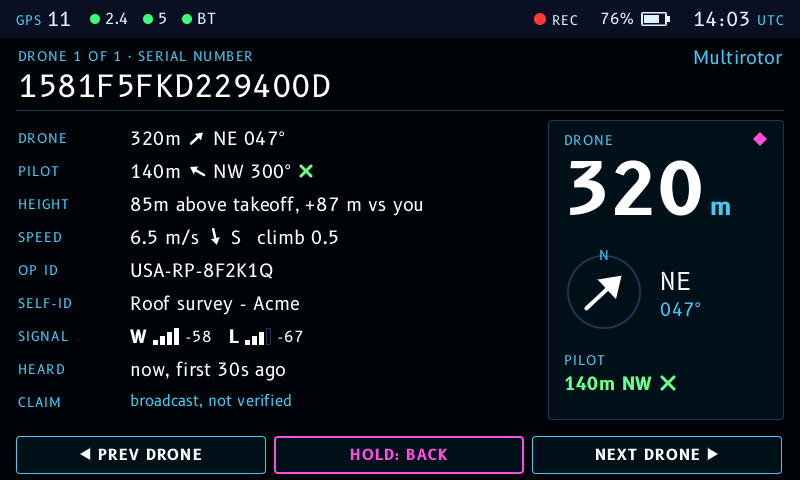 GPS 11 2.4 5 BT REC 76% 14:03 UTC
DRONE 1 OF 1 · SERIAL NUMBER
Multirotor
1581F5FKD229400D
DRONE 320m NE 047°
PILOT 140m NW 300°
HEIGHT 85m above takeoff, +87 m vs you
SPEED 6.5 m/s S climb 0.5
OP ID USA-RP-8F2K1Q
SELF-ID Roof survey - Acme
SIGNAL W -58 L -67
HEARD now, first 30s ago
CLAIM broadcast, not verified
DRONE
320 m
N
NE
047°
PILOT
140m NW
PREV DRONE
HOLD: BACK
NEXT DRONE